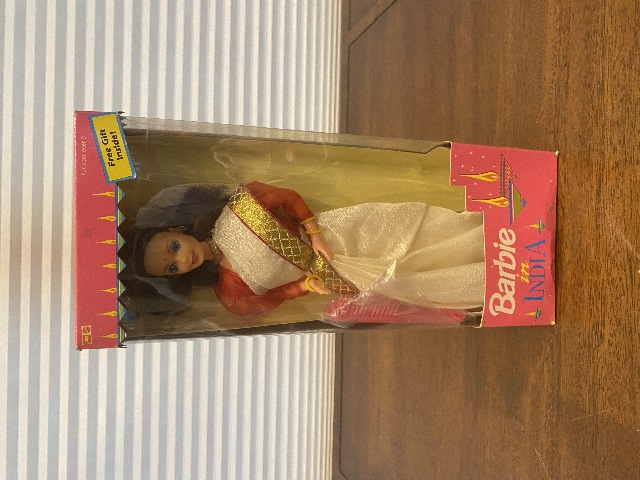 Free Gift
Inside!
Barbie
in
INDIA